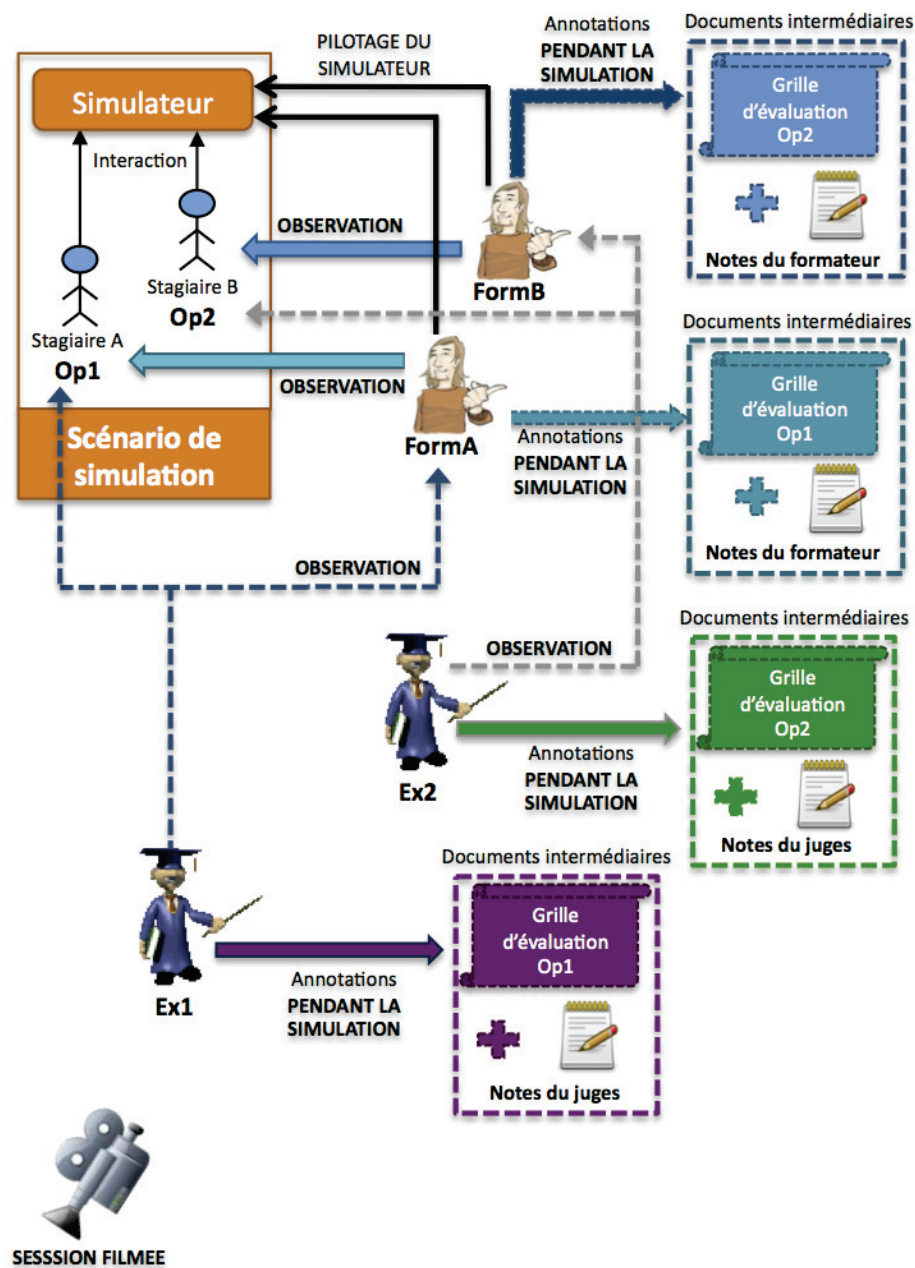 PILOTAGE DU
SIMULATEUR
Annotations
PENDANT LA
SIMULATION
Documents intermédiaires
Grille
d'évaluation
Op2
Notes du formateur
Simulateur
Interaction
OBSERVATION
FormB
Stagiaire B
Op2
Stagiaire A
Op1
OBSERVATION
FormA
Scénario de
simulation
Annotations
PENDANT LA
SIMULATION
Documents intermédiaires
Grille
d'évaluation
Op1
Notes du formateur
OBSERVATION
OBSERVATION
Ex2
Annotations
PENDANT LA
SIMULATION
Documents intermédiaires
Grille
d'évaluation
Op2
Notes du juges
Ex1
Annotations
PENDANT LA
SIMULATION
Documents intermédiaires
Grille
d'évaluation
Op1
Notes du juges
SESSSION FILMEE